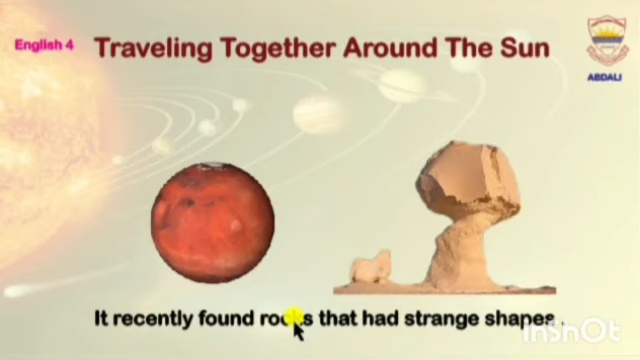 English 4
Traveling Together Around The Sun
ABDALI
It recently found rocks that had strange shapes.
InShOt